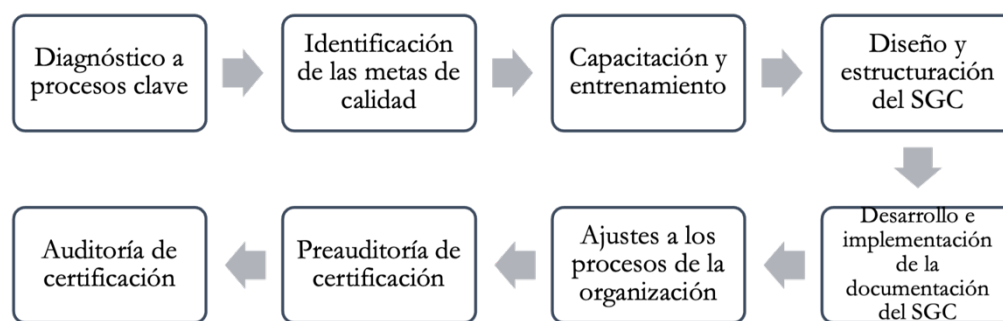 Diagnóstico a
procesos clave
Identificación
de las metas de
calidad
Capacitación y
entrenamiento
Diseño y
estructuración
del SGC
Desarrollo e
implementación
de la
documentación
del SGC
Ajustes a los
procesos de la
organización
Preauditoría de
certificación
Auditoría de
certificación